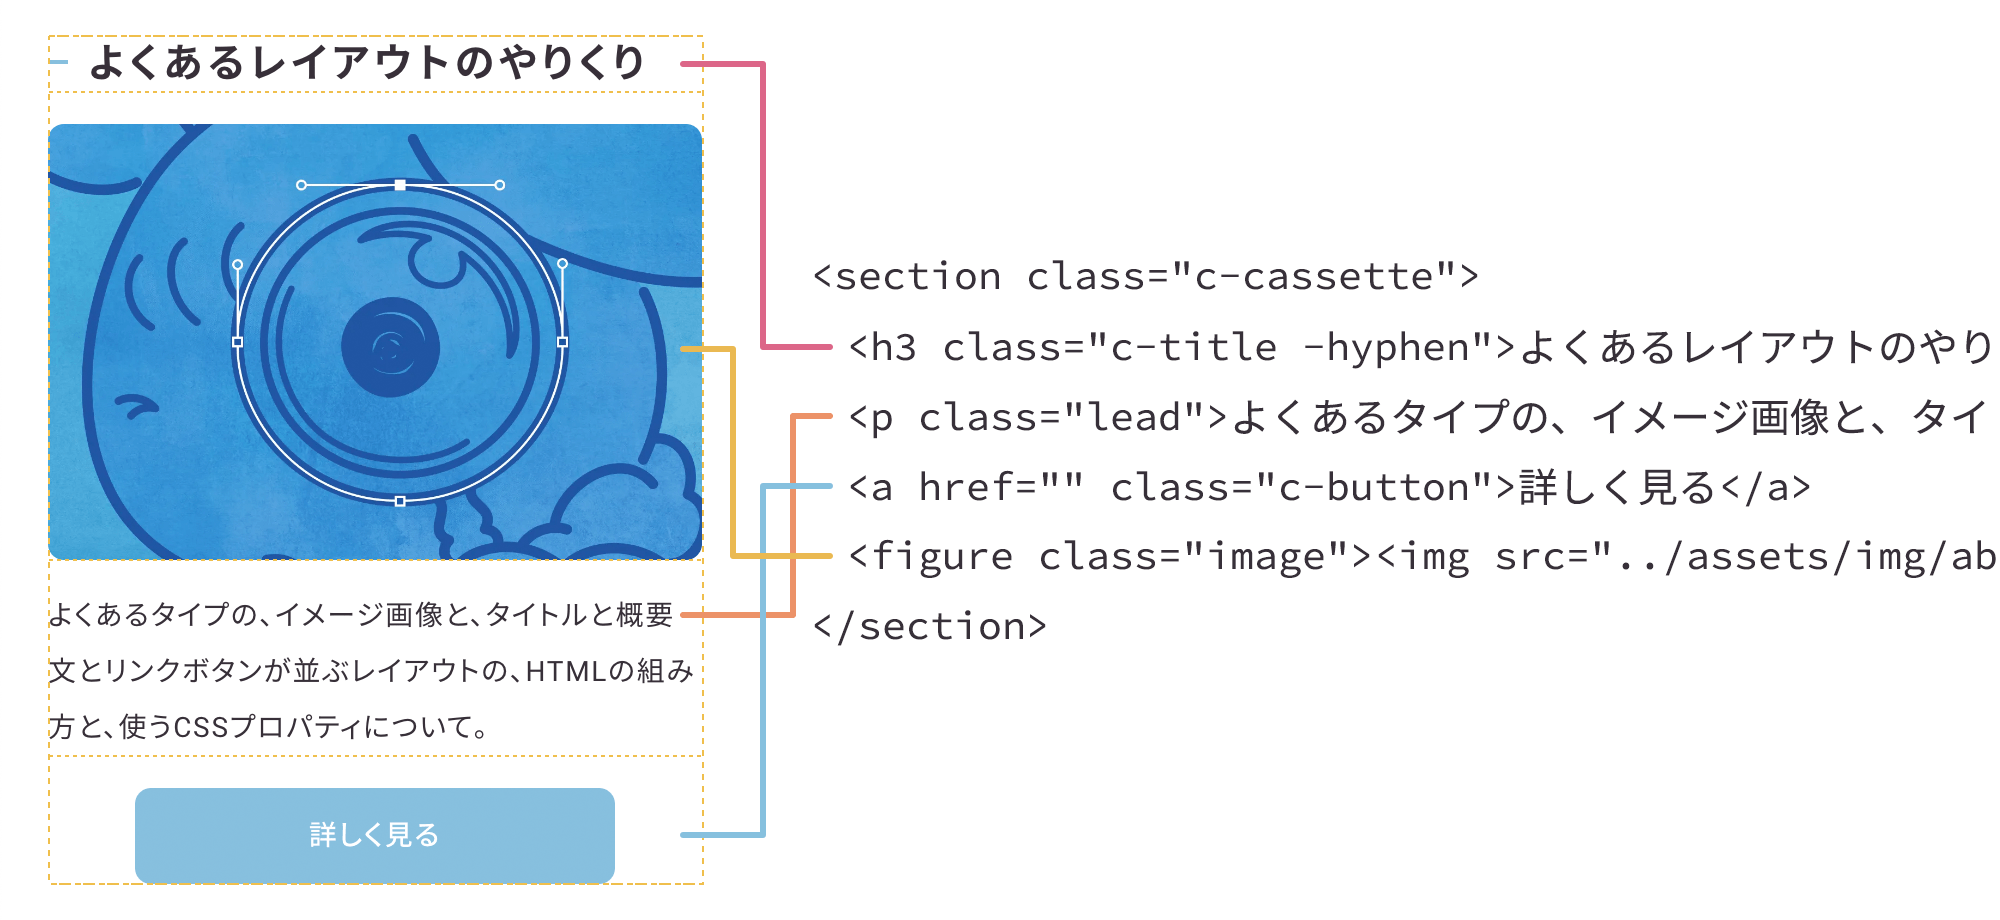 よくあるレイアウトのやりくり
よくあるタイプの、イメージ画像と、タイトルと概要
文とリンクボタンが並ぶレイアウトの、HTMLの組み
方と、使うCSSプロパティについて。
詳しく見る
<section class="c-cassette">
<h3 class="c-title -hyphen">よくあるレイアウトのやり
<p class="lead">よくあるタイプの、イメージ画像と、タイ
<a href="" class="c-button">詳しく見る</a>
<figure class="image"><img src="../assets/img/ab
</section>